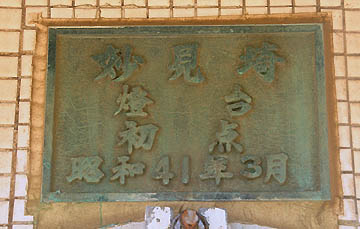 妙見埼
燈台
初点
昭和41年3月